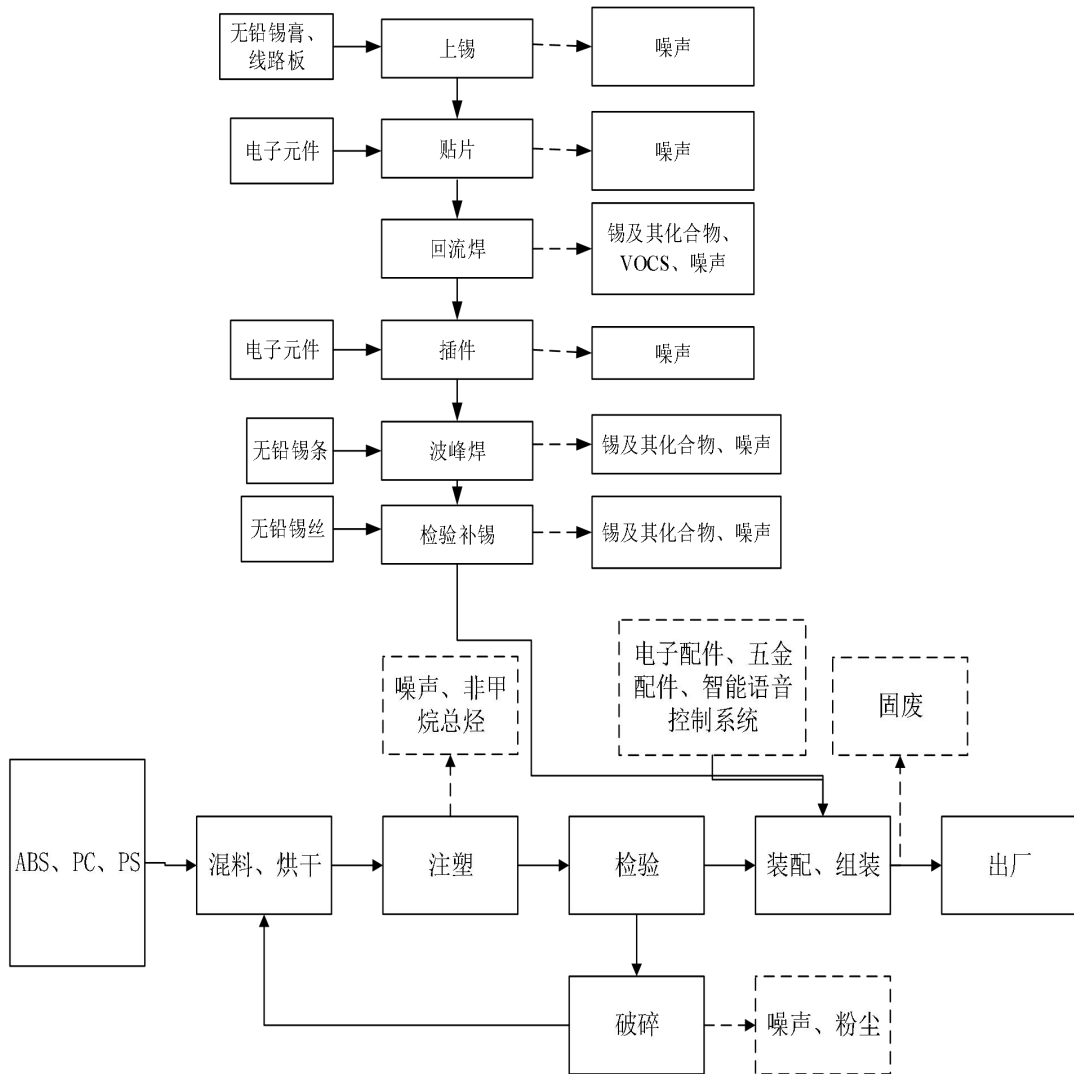 无铅锡膏、
线路板
上锡
噪声
电子元件
贴片
噪声
回流焊
锡及其化合物、
VOCS、噪声
电子元件
插件
噪声
无铅锡条
波峰焊
锡及其化合物、噪声
无铅锡丝
检验补锡
锡及其化合物、噪声
噪声、非甲
烷总烃
电子配件、五金
配件、智能语音
控制系统
固废
ABS、PC、PS
混料、烘干
注塑
检验
装配、组装
出厂
破碎
噪声、粉尘